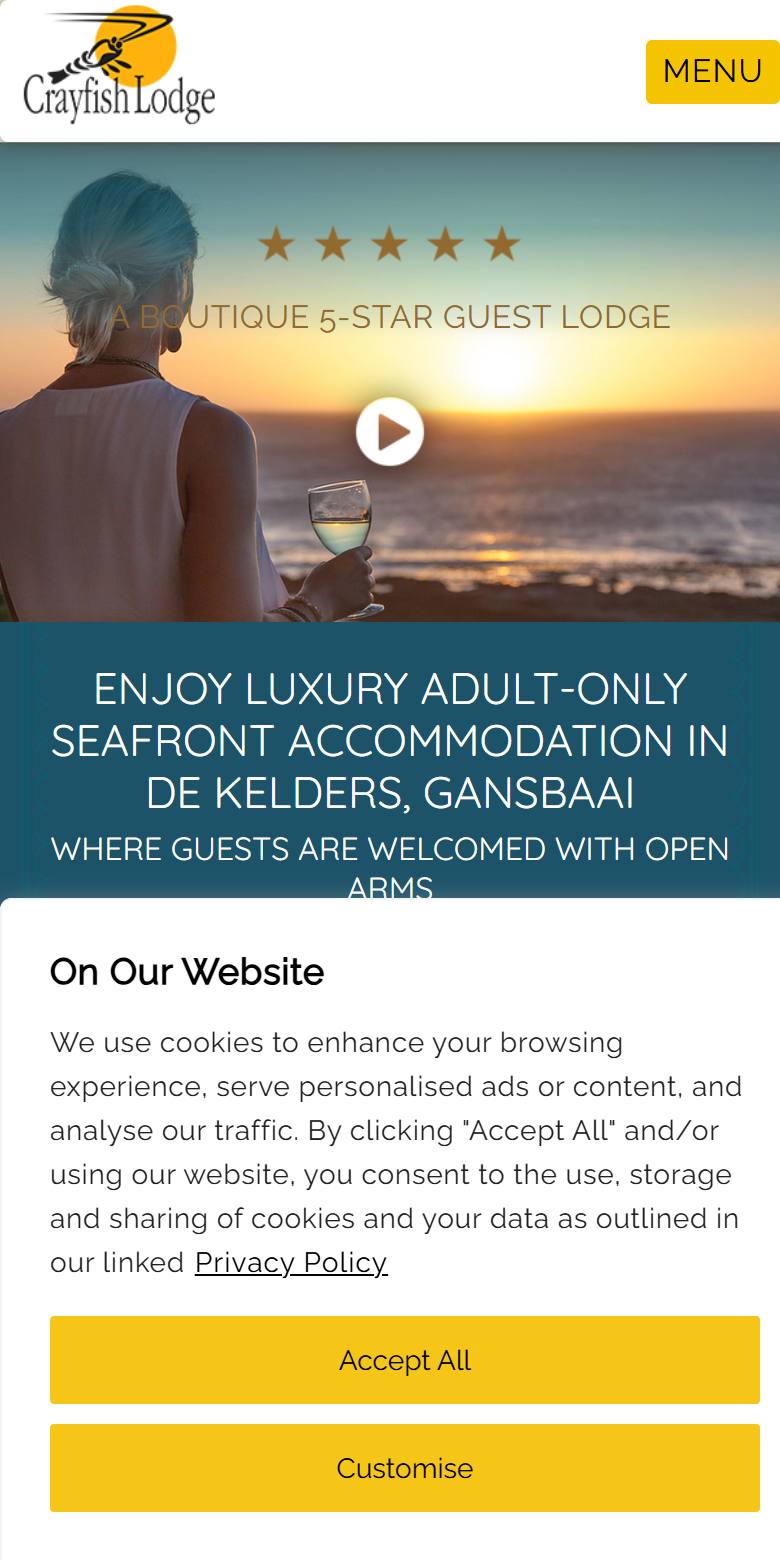 Crayfish Lodge
MENU
A BOUTIQUE 5-STAR GUEST LODGE
ENJOY LUXURY ADULT-ONLY
SEAFRONT ACCOMMODATION IN
DE KELDERS, GANSBAAI
WHERE GUESTS ARE WELCOMED WITH OPEN
ARMS
On Our Website
We use cookies to enhance your browsing
experience, serve personalised ads or content, and
analyse our traffic. By clicking "Accept All" and/or
using our website, you consent to the use, storage
and sharing of cookies and your data as outlined in
our linked Privacy Policy
Accept All
Customise